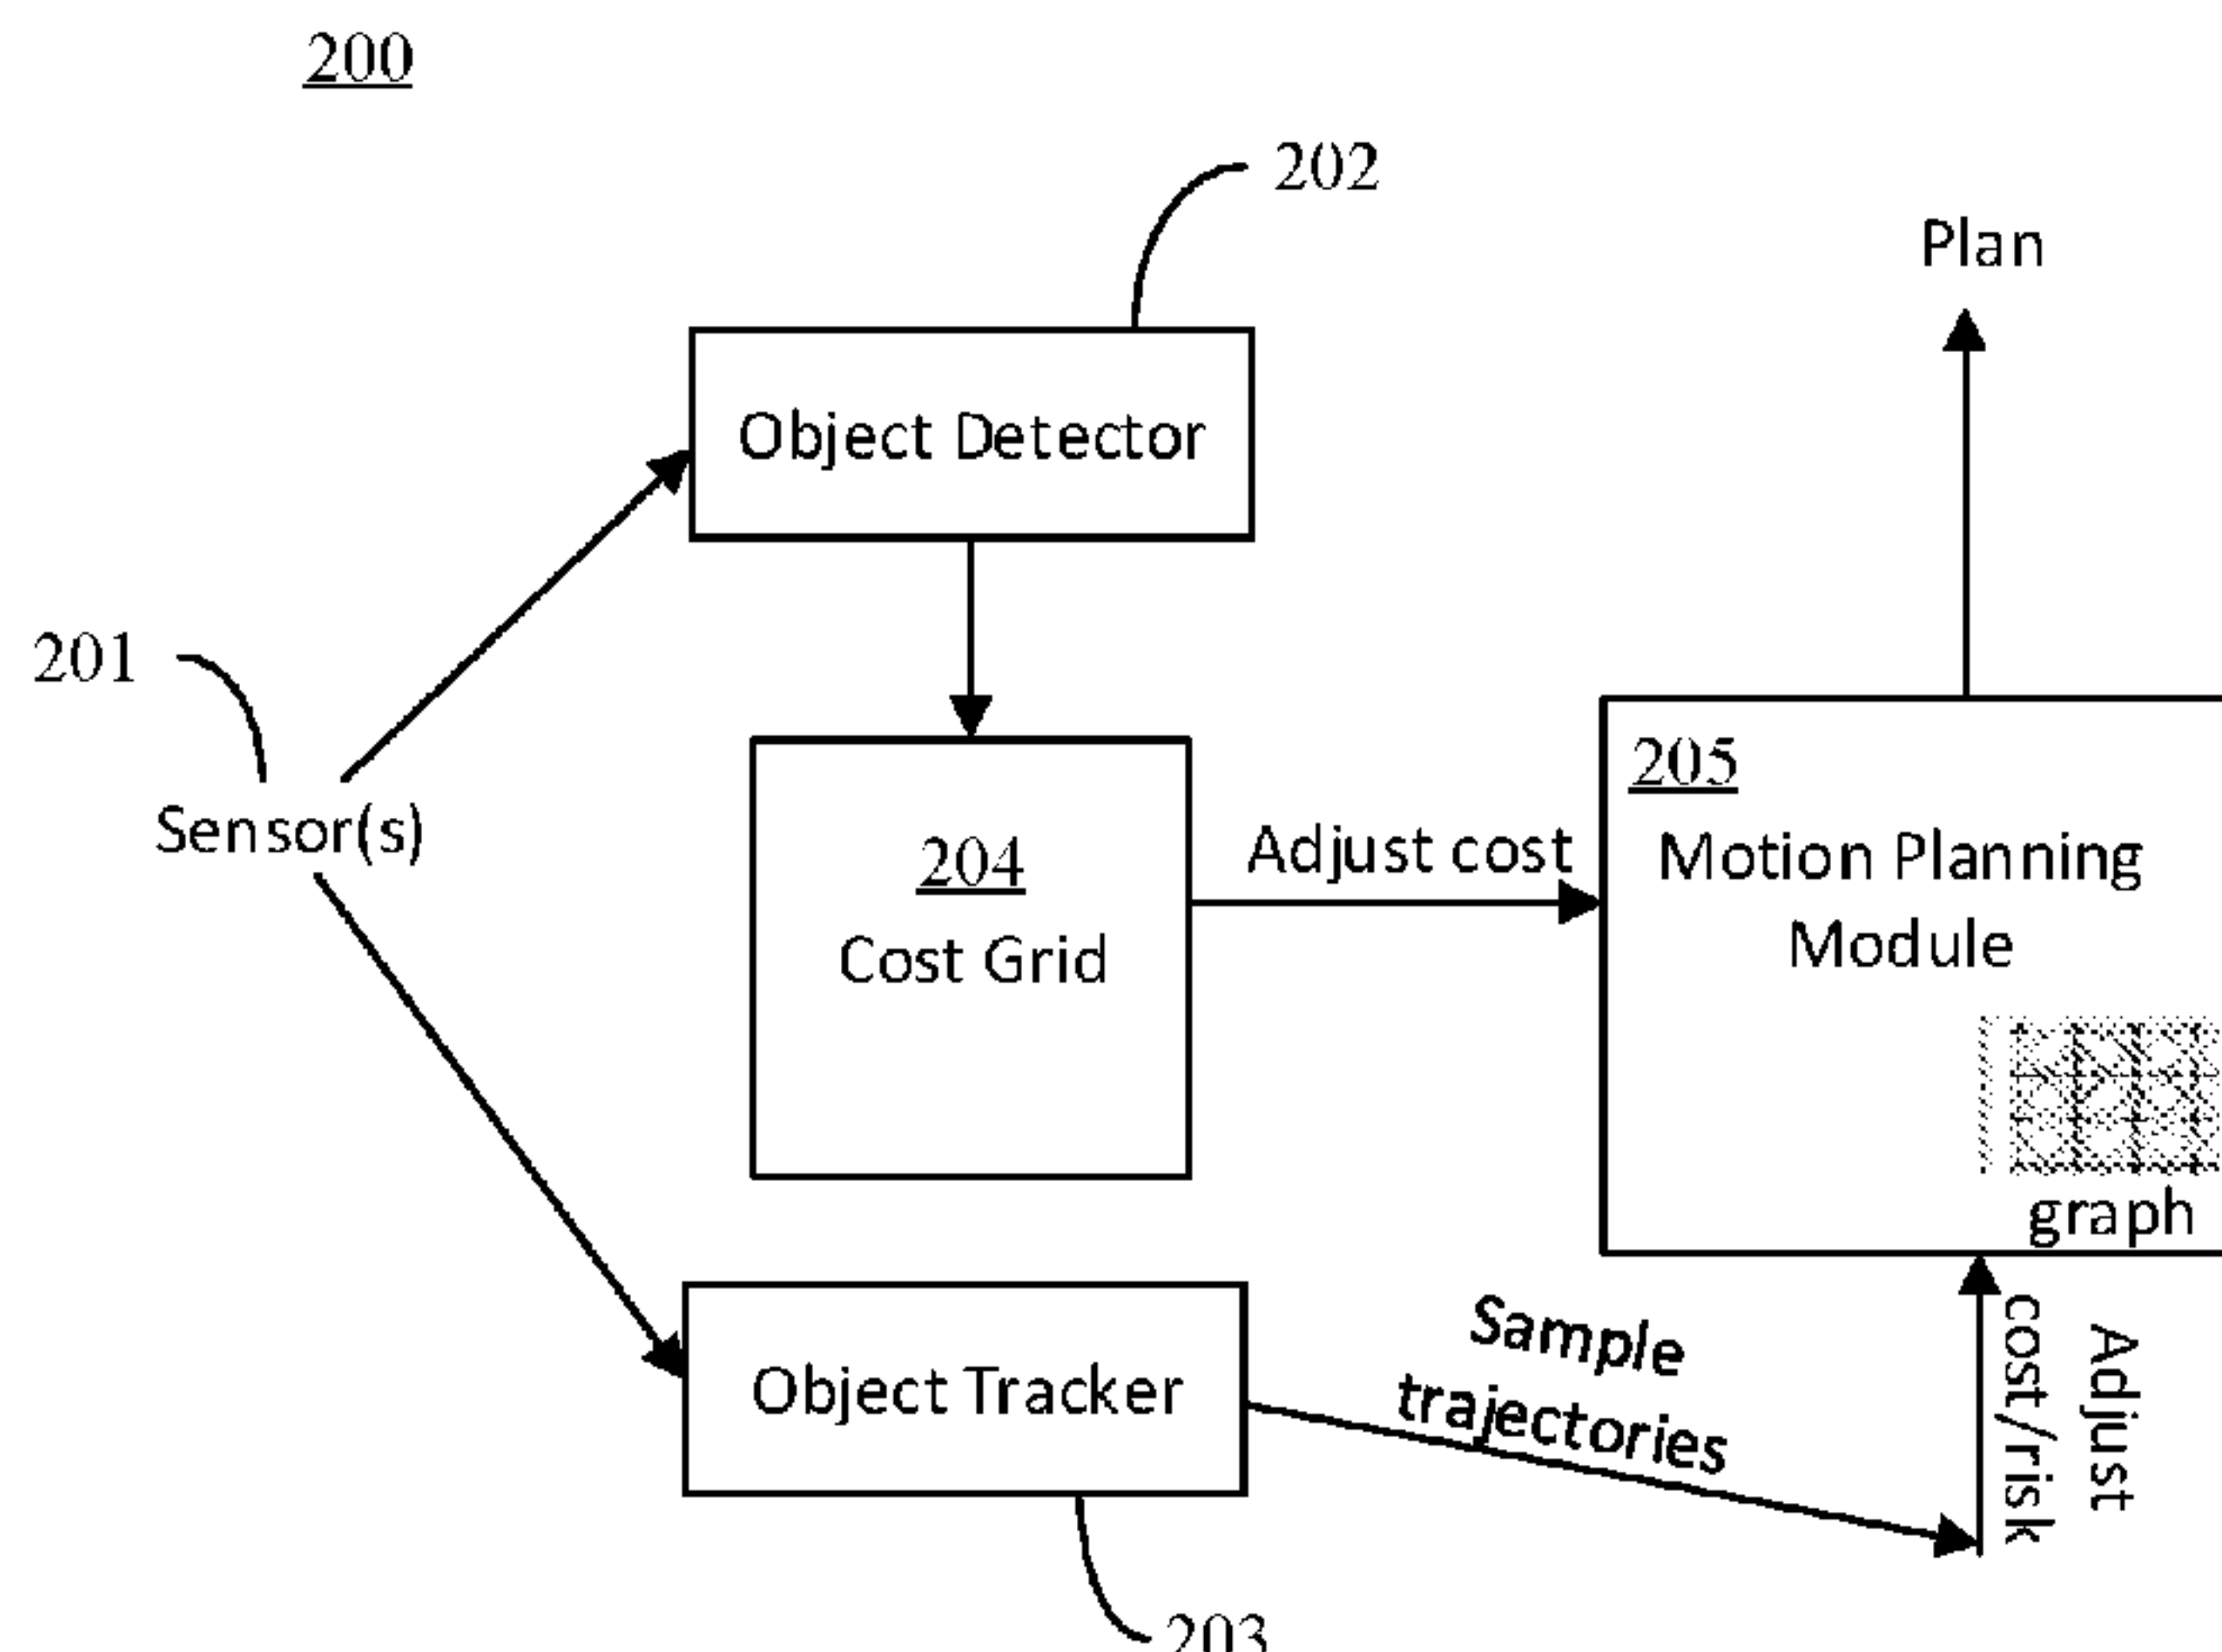 200
202
Plan
Object Detector
201
Sensor(s)
205
Motion Planning
Module
204
Cost Grid
Adjust cost
graph
Object Tracker
Sample
trajectories
Adjust
cost/risk
203